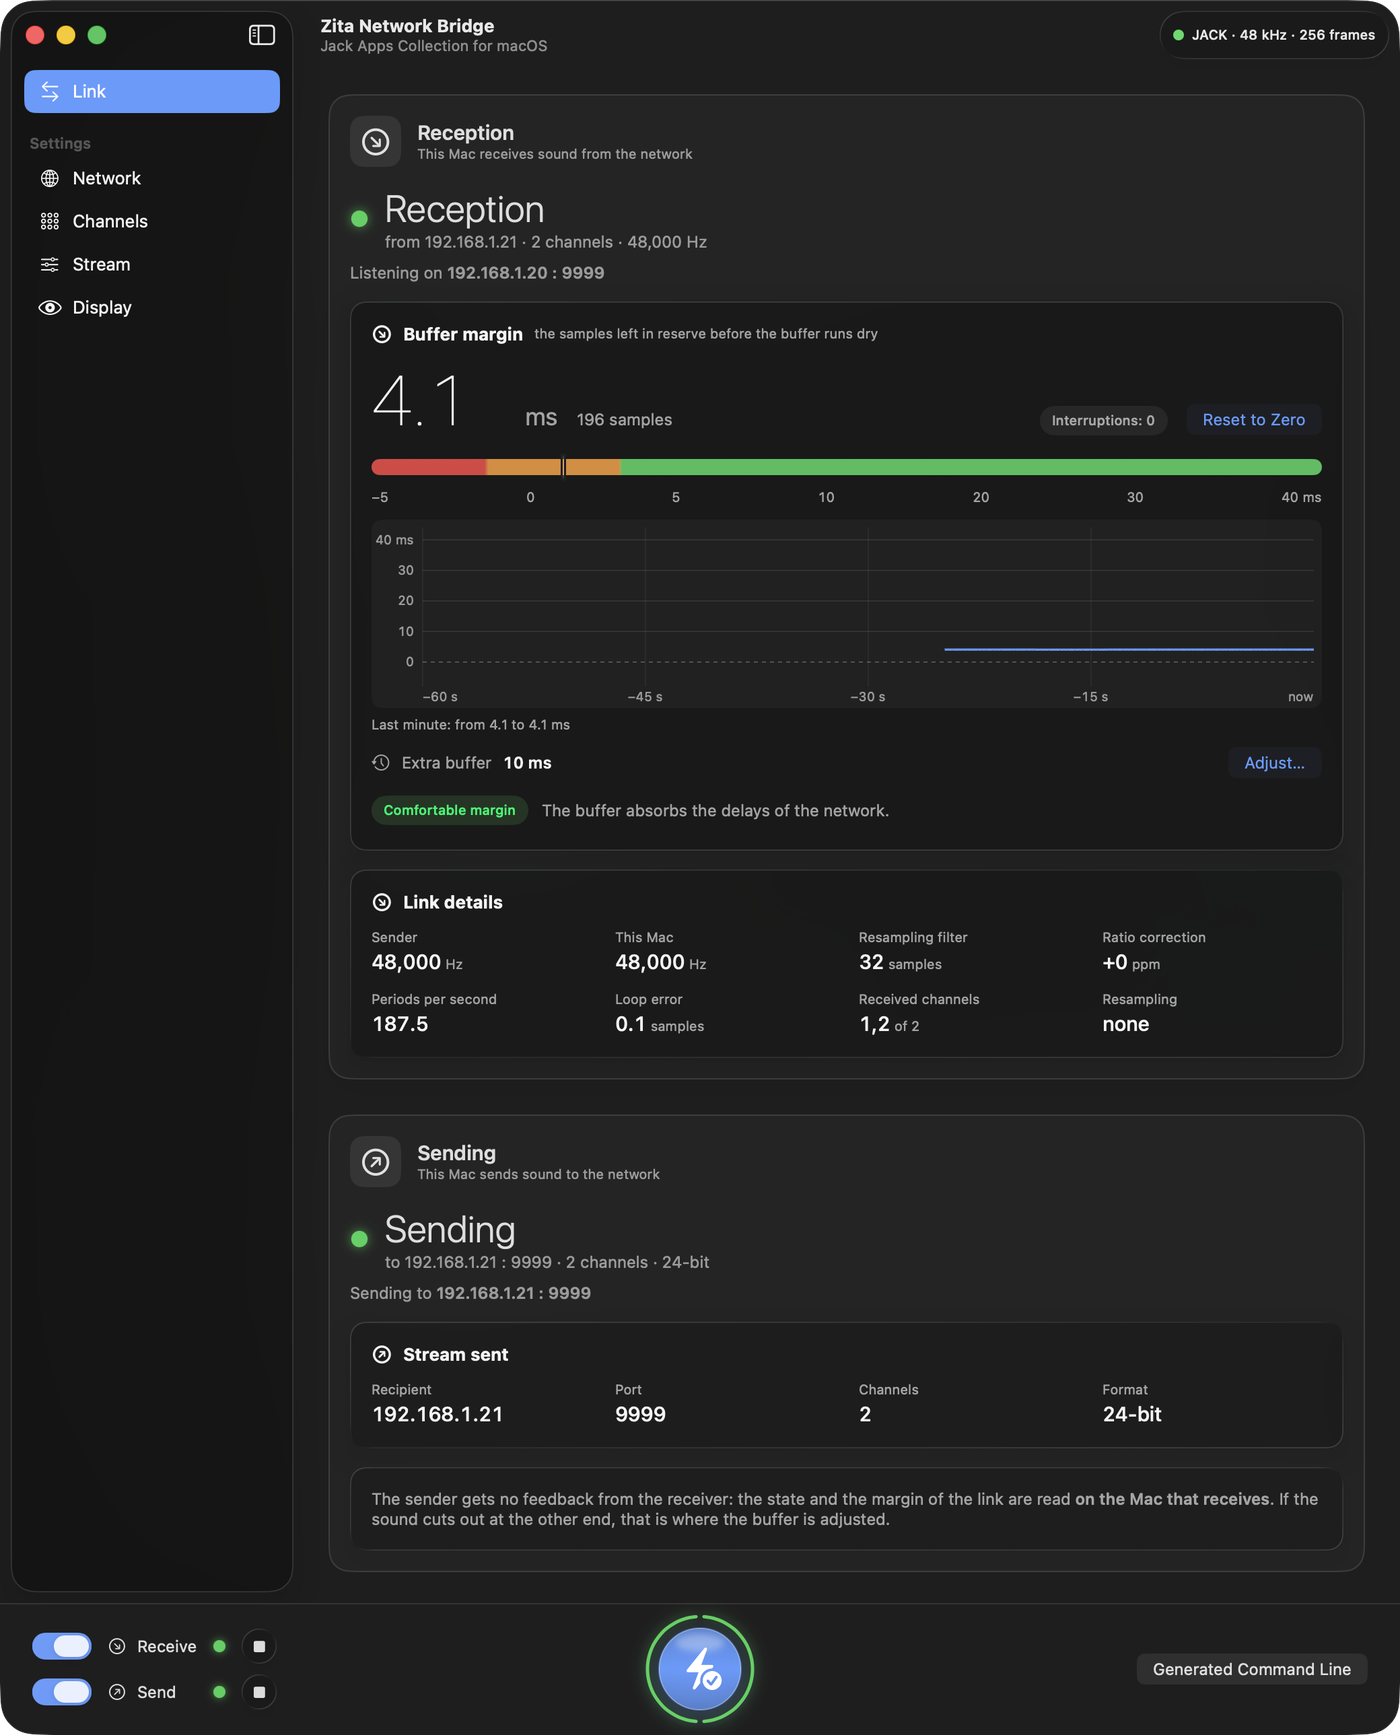 Zita Network Bridge
Jack Apps Collection for macOS
JACK · 48 kHz · 256 frames
Link
Settings
Network
Channels
Stream
Display
Reception
This Mac receives sound from the network
Reception
from 192.168.1.21 · 2 channels · 48,000 Hz
Listening on 192.168.1.20 : 9999
Buffer margin the samples left in reserve before the buffer runs dry
4.1 ms 196 samples
Interruptions: 0
Reset to Zero
−5 0 5 10 20 30 40 ms
40 ms
30
20
10
0
−60 s −45 s −30 s −15 s now
Last minute: from 4.1 to 4.1 ms
Extra buffer 10 ms
Adjust...
Comfortable margin The buffer absorbs the delays of the network.
Link details
Sender This Mac Resampling filter Ratio correction
48,000 Hz 48,000 Hz 32 samples +0 ppm
Periods per second Loop error Received channels Resampling
187.5 0.1 samples 1,2 of 2 none
Sending
This Mac sends sound to the network
Sending
to 192.168.1.21 : 9999 · 2 channels · 24-bit
Sending to 192.168.1.21 : 9999
Stream sent
Recipient Port Channels Format
192.168.1.21 9999 2 24-bit
The sender gets no feedback from the receiver: the state and the margin of the link are read on the Mac that receives. If the
sound cuts out at the other end, that is where the buffer is adjusted.
Receive
Send
Generated Command Line